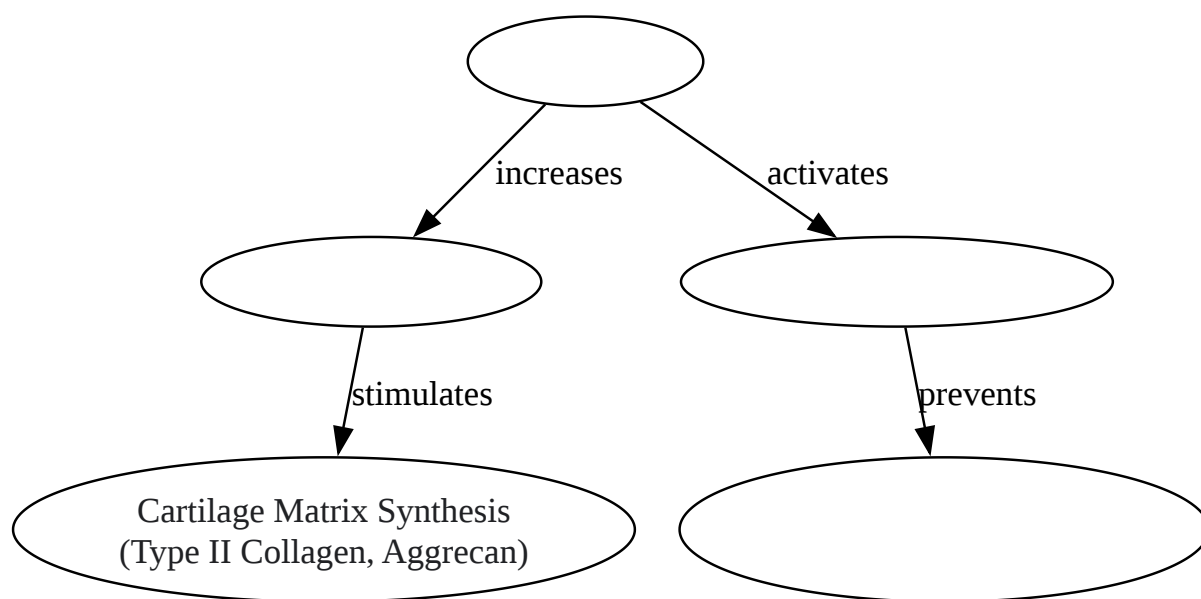 increases
activates
stimulates
prevents
Cartilage Matrix Synthesis
(Type II Collagen, Aggrecan)